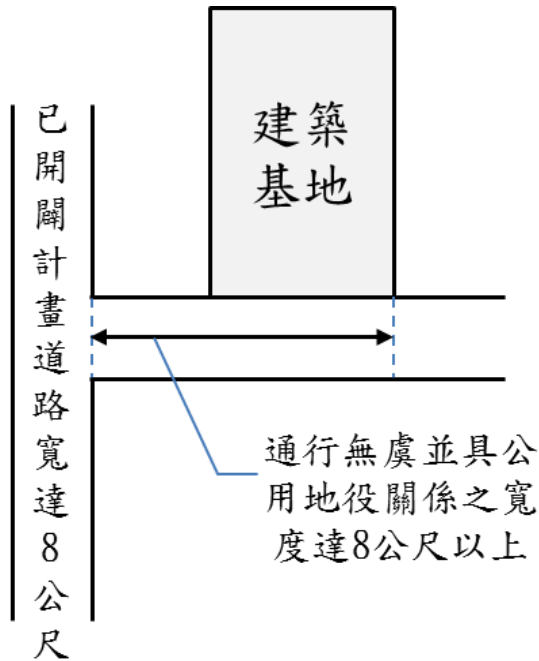 已開闢計畫道路寬達8公尺
建築
基地
通行無虞並具公
用地役關係之寬
度達8公尺以上